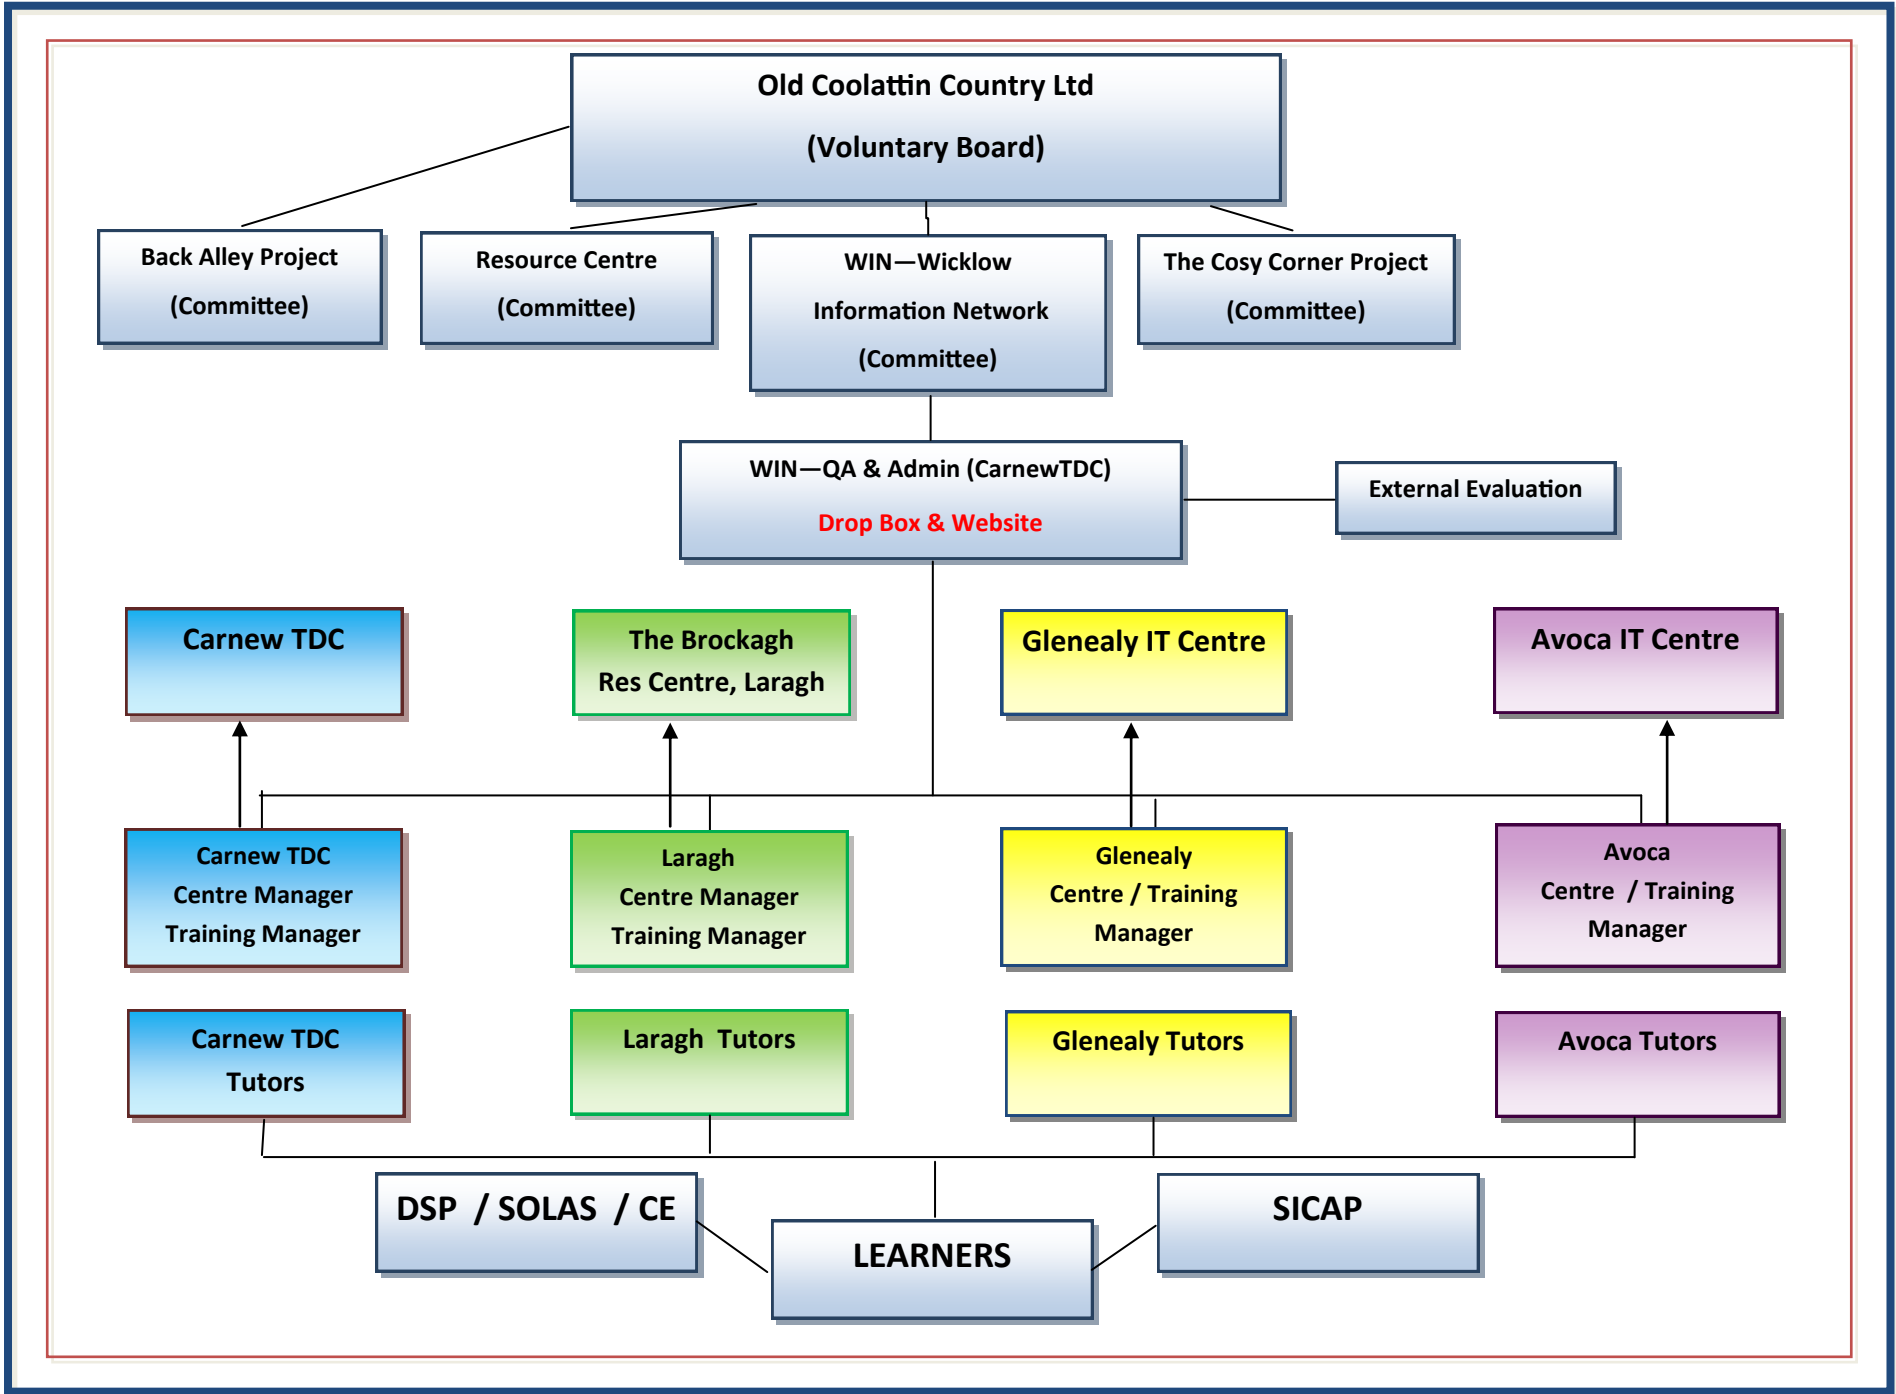 Old Coolattin Country Ltd
(Voluntary Board)
Back Alley Project
(Committee)
Resource Centre
(Committee)
WIN—Wicklow
Information Network
(Committee)
The Cosy Corner Project
(Committee)
WIN—QA & Admin (CarnewTDC)
Drop Box & Website
External Evaluation
Carnew TDC
The Brockagh
Res Centre, Laragh
Glenealy IT Centre
Avoca IT Centre
Carnew TDC
Centre Manager
Training Manager
Laragh
Centre Manager
Training Manager
Glenealy
Centre / Training
Manager
Avoca
Centre / Training
Manager
Carnew TDC
Tutors
Laragh Tutors
Glenealy Tutors
Avoca Tutors
DSP / SOLAS / CE
LEARNERS
SICAP